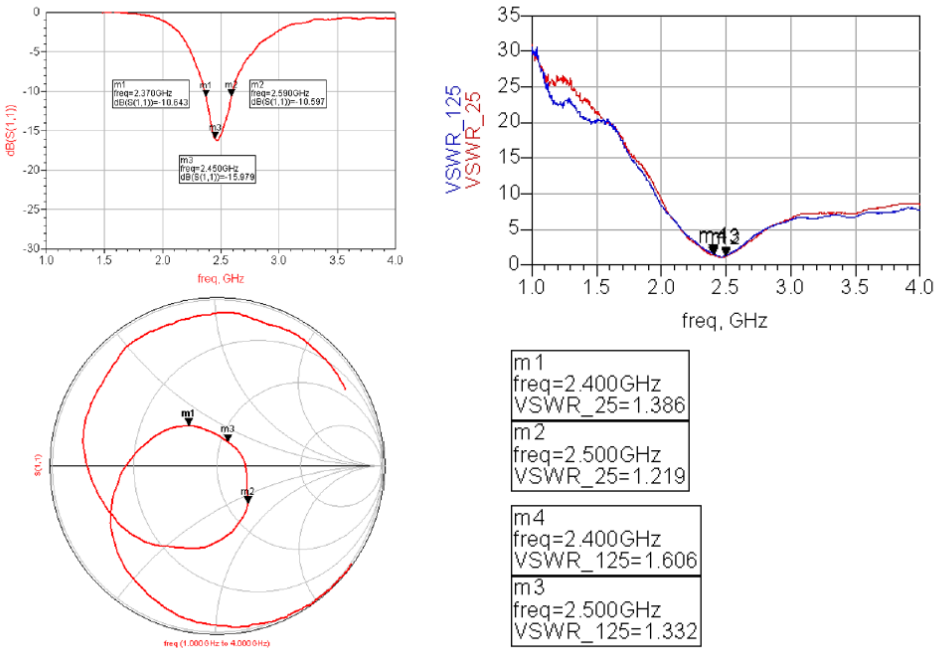 0
-5
-10
-15
-20
-25
-30
1.0
1.5
2.0
2.5
3.0
3.5
4.0
dB(S(1,1))
freq, GHz
m1
freq=2.370GHz
dB(S(1,1))=-10.643
m1
m2
m2
freq=2.590GHz
dB(S(1,1))=-10.597
m3
m3
freq=2.450GHz
dB(S(1,1))=-15.979
35
30
25
20
15
10
5
0
1.0
1.5
2.0
2.5
3.0
3.5
4.0
VSWR_125
VSWR_25
freq, GHz
m1
m3
m2
S(1,1)
freq (1.000GHz to 4.000GHz)
m1
freq=2.400GHz
VSWR_25=1.386
m2
freq=2.500GHz
VSWR_25=1.219
m4
freq=2.400GHz
VSWR_125=1.606
m3
freq=2.500GHz
VSWR_125=1.332